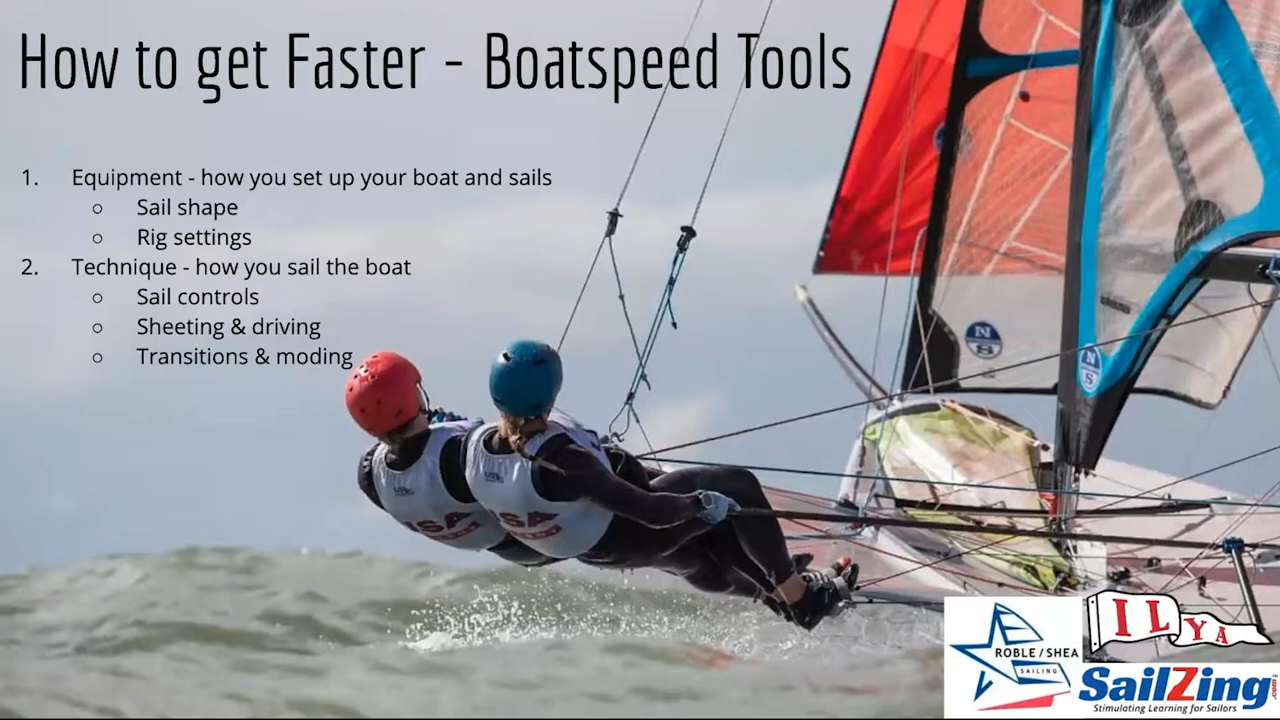 How to get Faster - Boatspeed Tools
1. Equipment - how you set up your boat and sails
○ Sail shape
○ Rig settings
2. Technique - how you sail the boat
○ Sail controls
○ Sheeting & driving
○ Transitions & moding
N
S
N
S
ROBLE / SHEA
SAILING
ILYA
SailZing
Stimulating Learning for Sailors